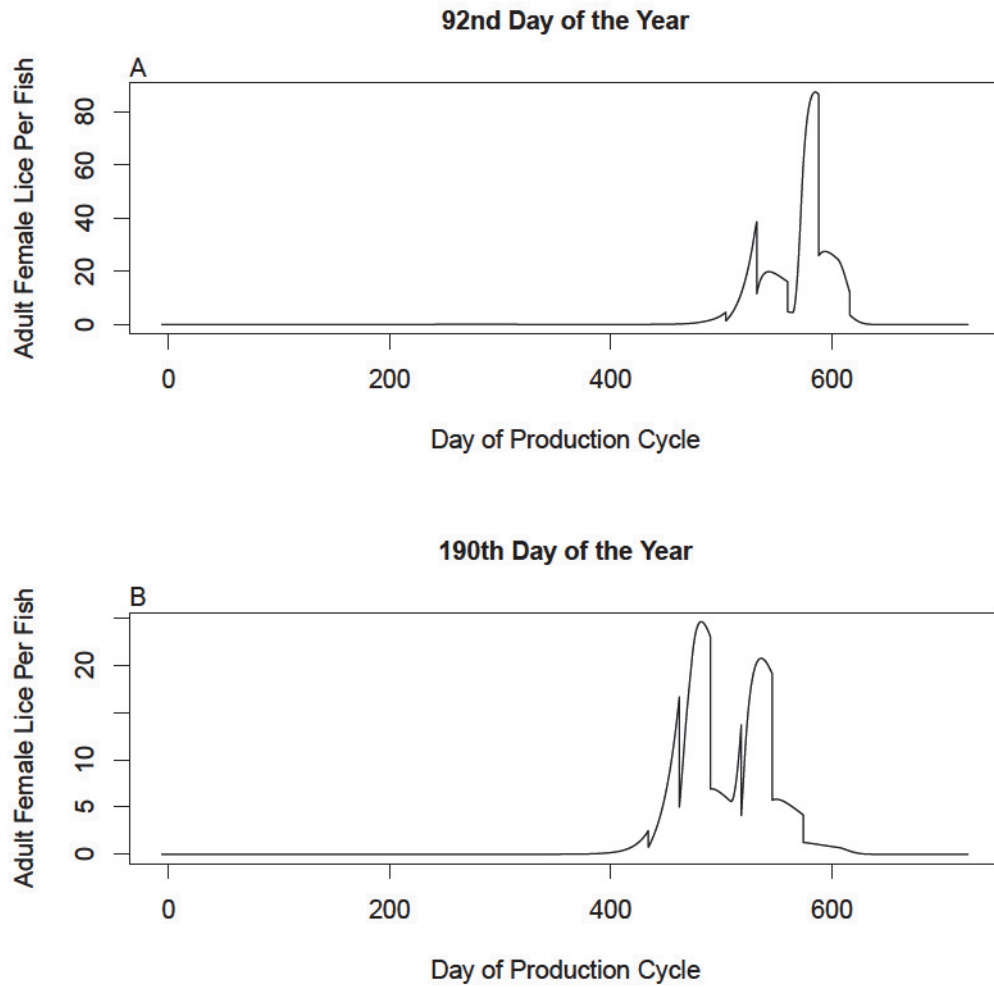 92nd Day of the Year
A
Adult Female Lice Per Fish
80
60
40
20
0
0 200 400 600
Day of Production Cycle
190th Day of the Year
B
Adult Female Lice Per Fish
20
10
5
0
0 200 400 600
Day of Production Cycle